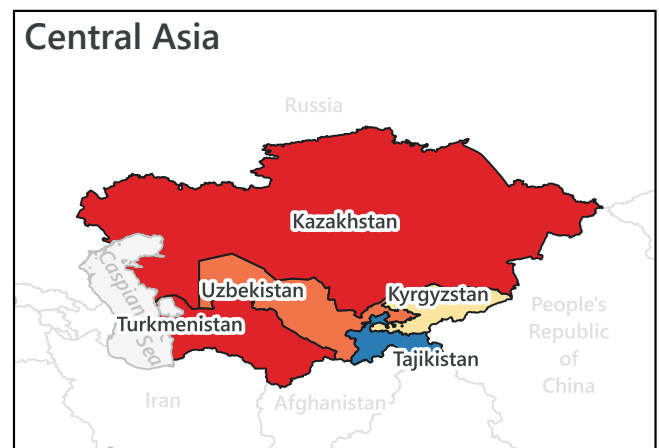 Central Asia
Russia
Kazakhstan
Caspian Sea
Uzbekistan
Kyrgyzstan
Turkmenistan
People's
Republic
of
China
Tajikistan
Iran
Afghanistan